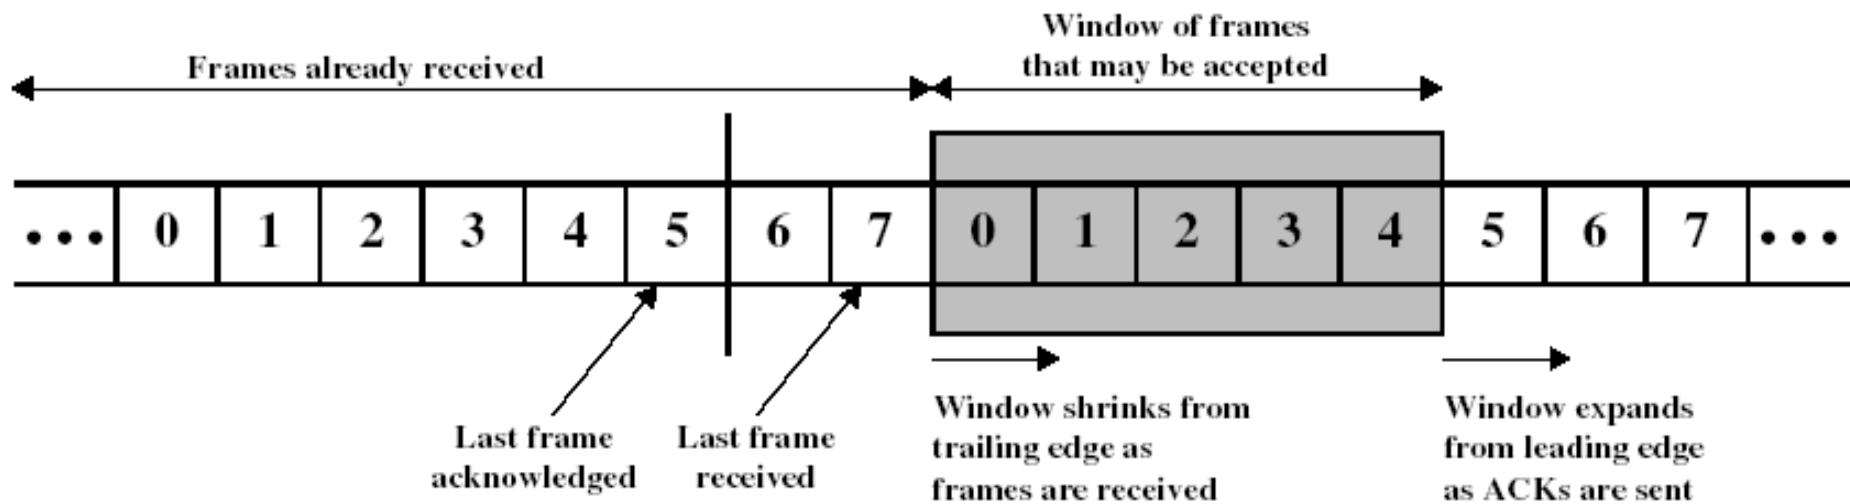 Window of frames
that may be accepted
Frames already received
••• 0 1 2 3 4 5 6 7 0 1 2 3 4 5 6 7 •••
Last frame
acknowledged
Last frame
received
Window shrinks from
trailing edge as
frames are received
Window expands
from leading edge
as ACKs are sent